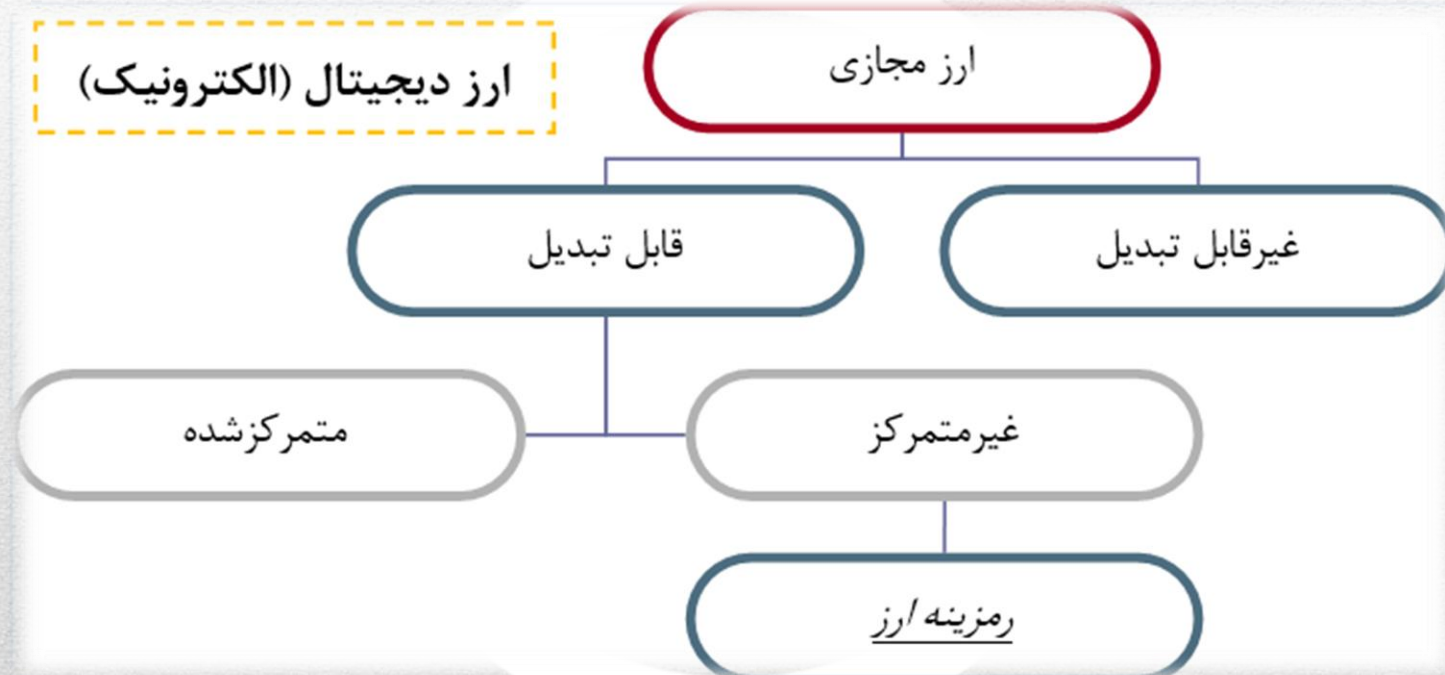 ارز دیجیتال (الکترونیک)
ارز مجازی
غیرقابل تبدیل
قابل تبدیل
غیرمتمرکز
متمرکزشده
رمزینه ارز